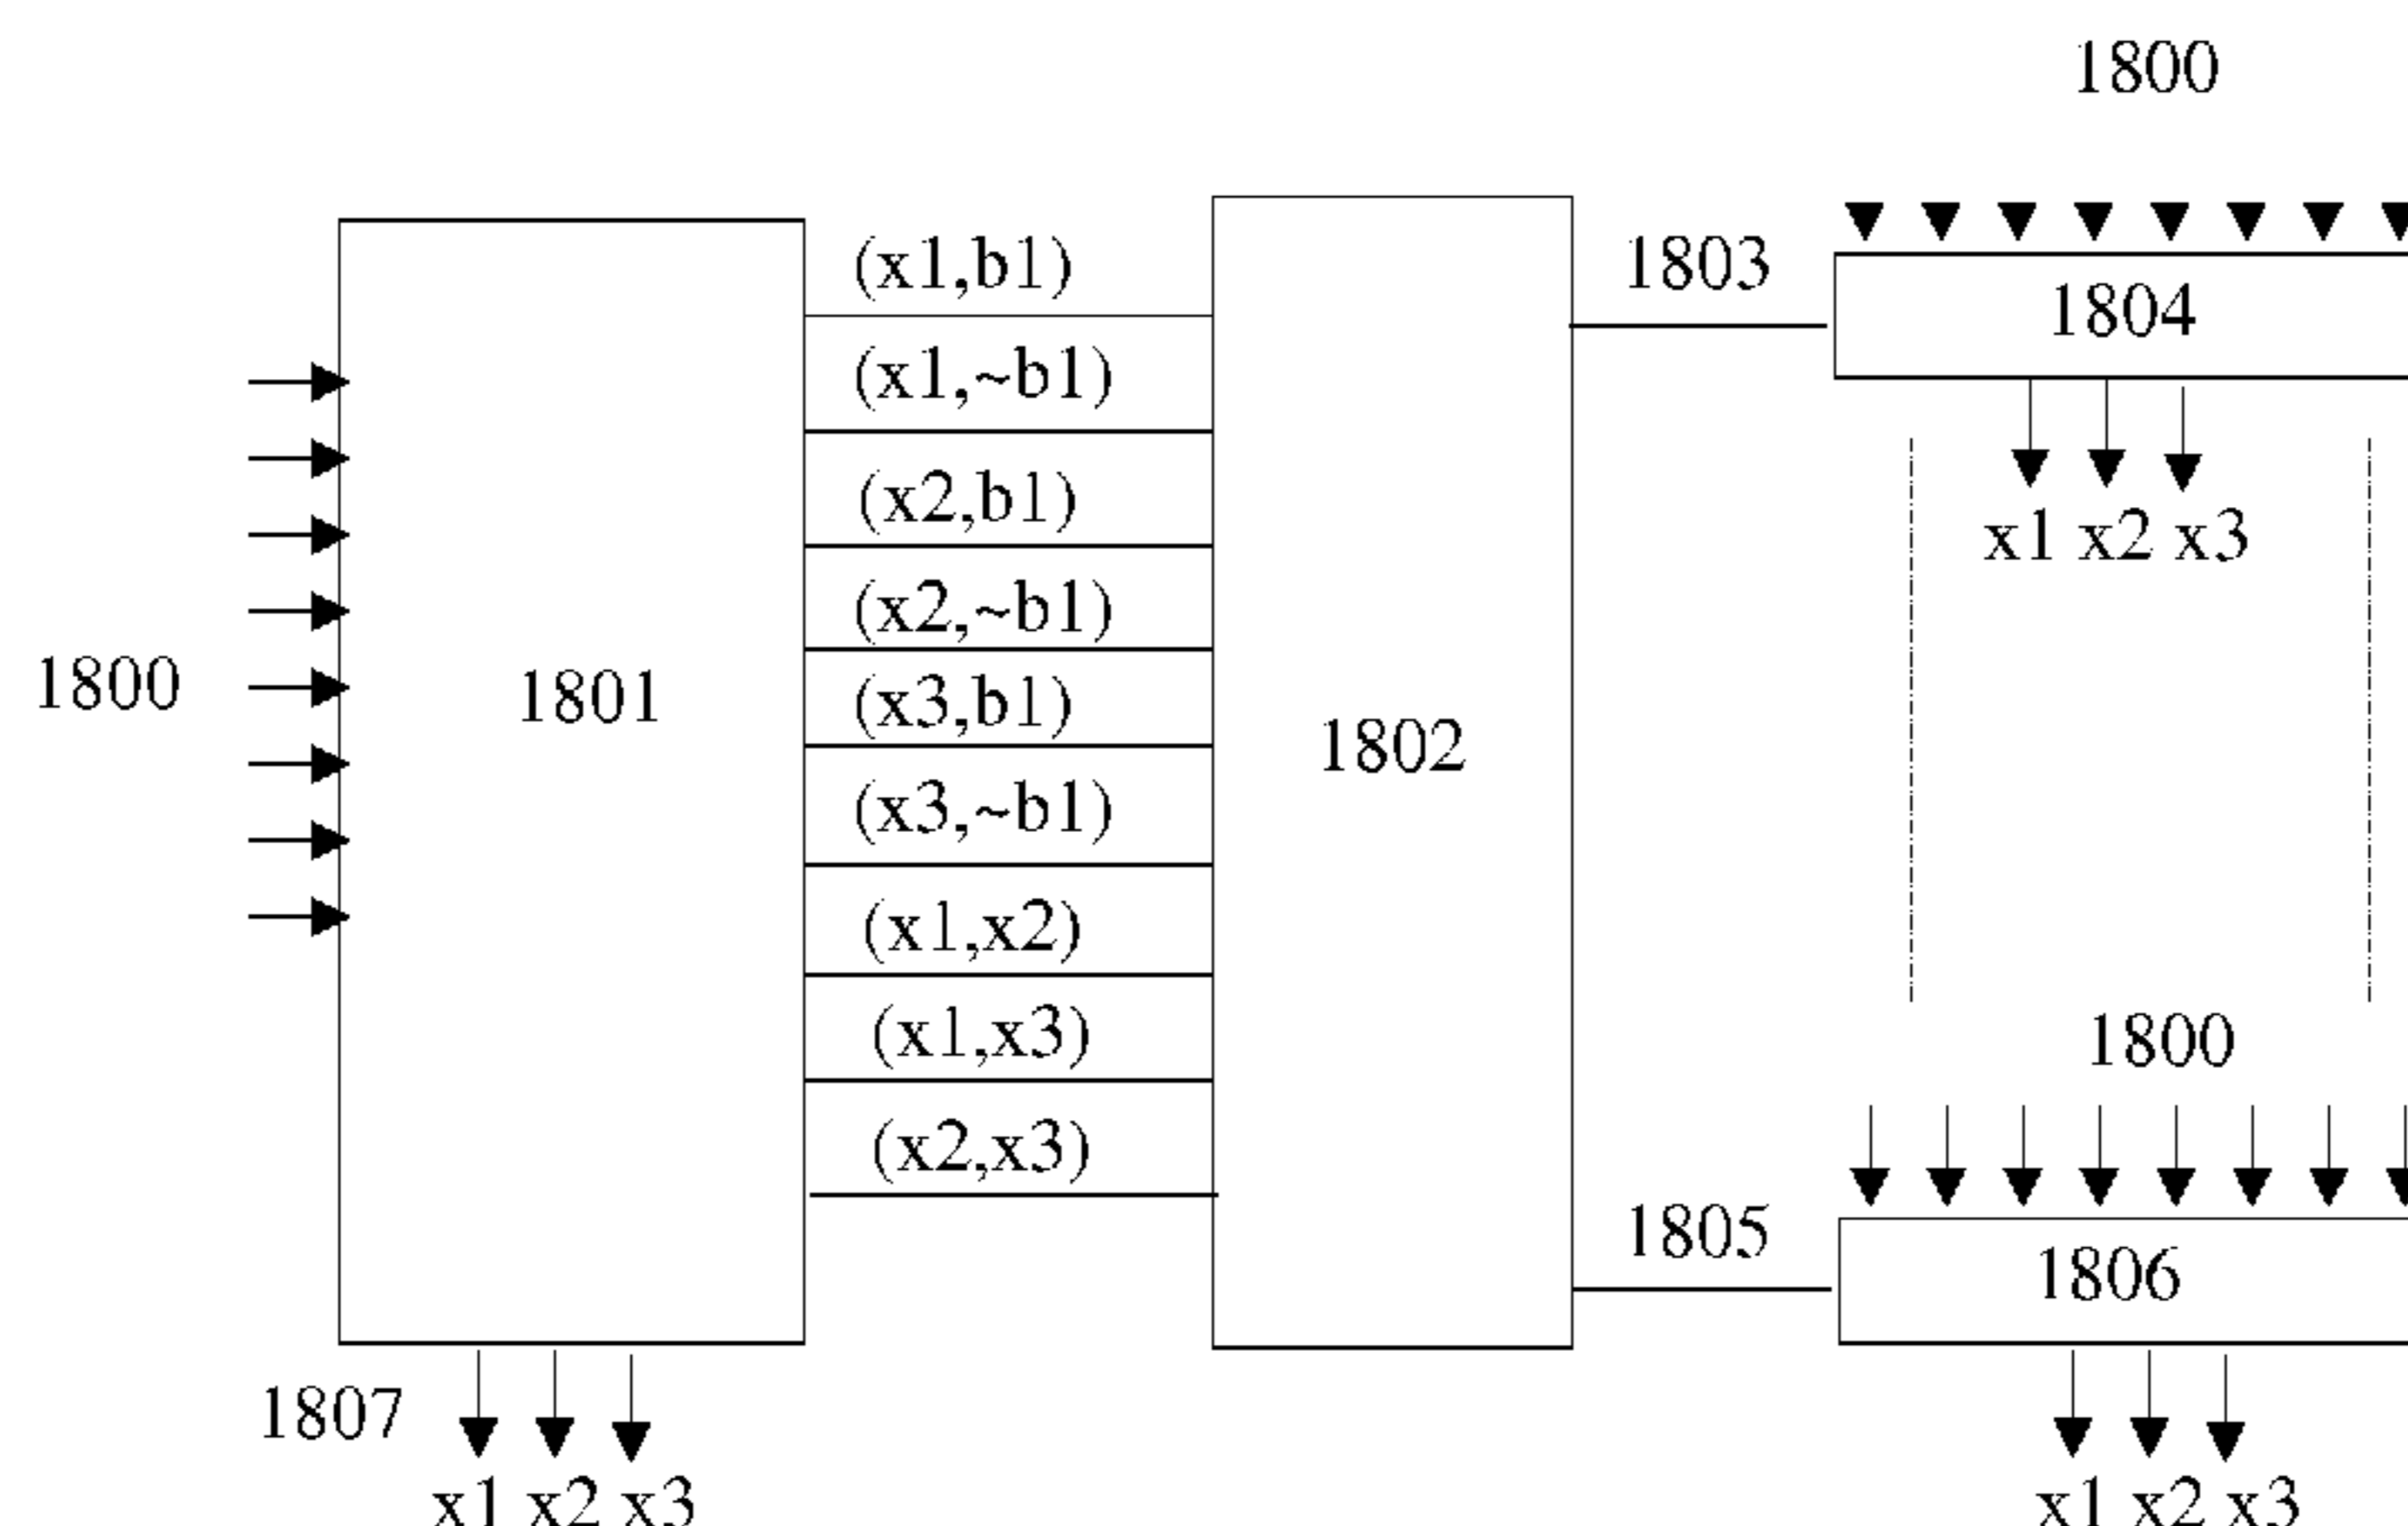 1800
(x1,b1)
1803
1804
(x1,~b1)
(x2,b1)
x1 x2 x3
(x2,~b1)
1800
1801
(x3,b1)
1802
(x3,~b1)
(x1,x2)
(x1,x3)
1800
(x2,x3)
1805
1806
1807
x1 x2 x3
x1 x2 x3